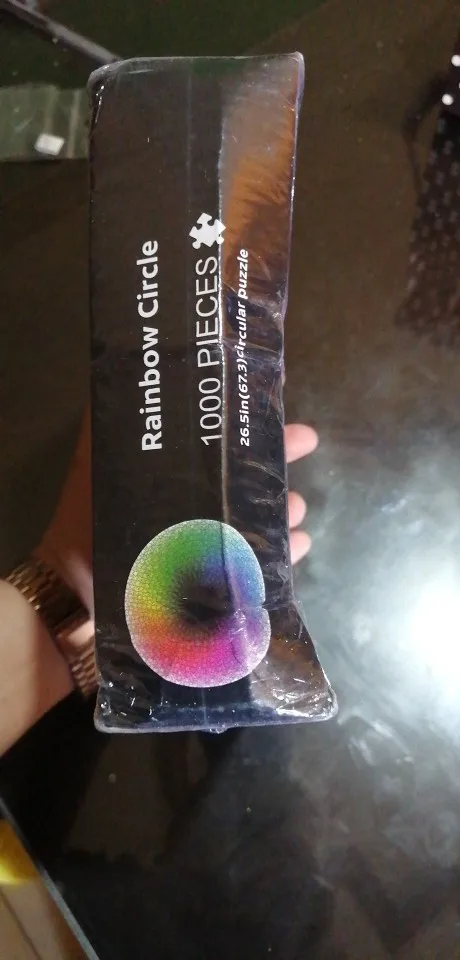 Rainbow Circle
1000 PIECES
26.5in(67.3)circular puzzle